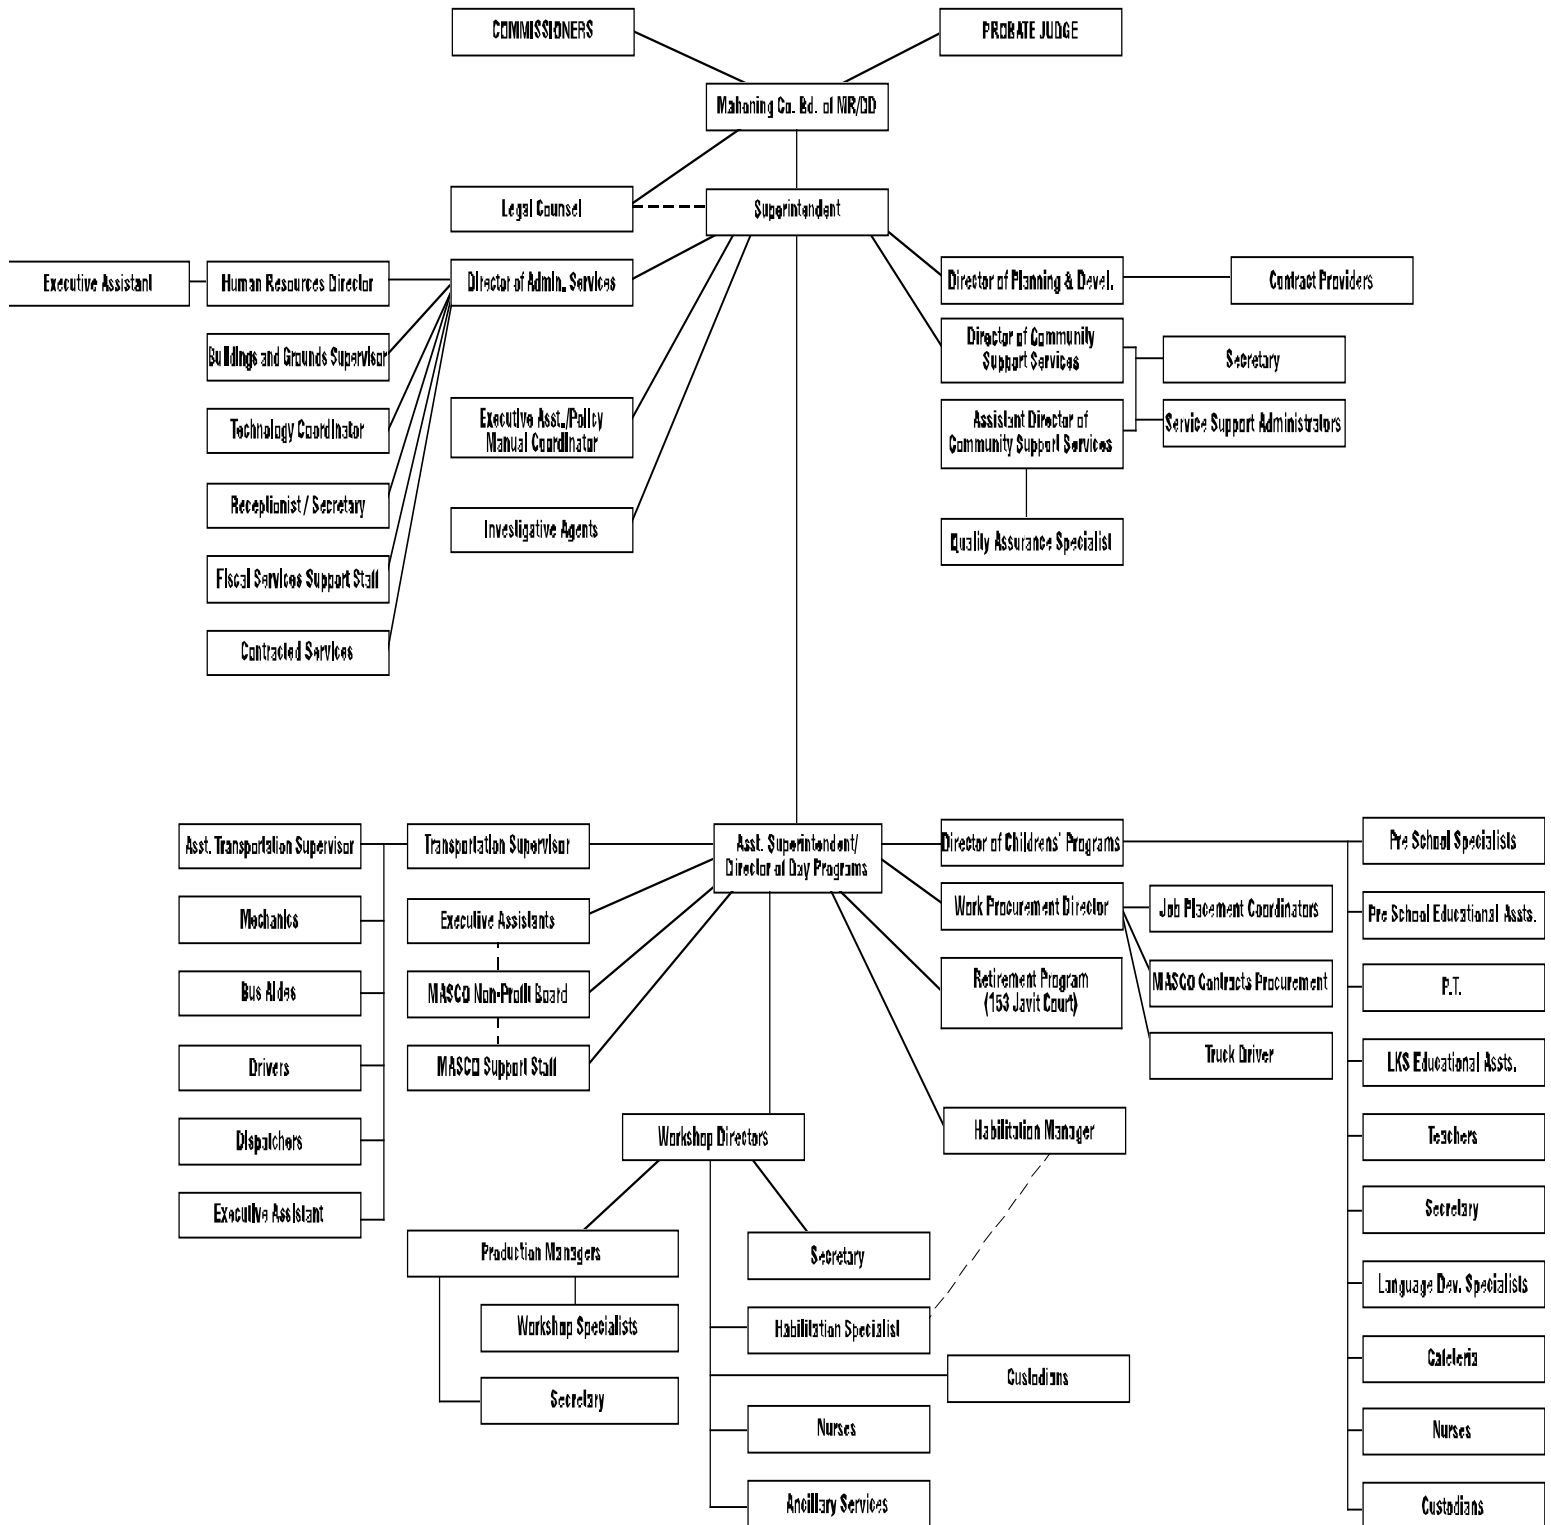 COMMISSIONERS
PROBATE JUDGE
Mahoning Co. Bd. of MR/DD
Legal Counsel
Superintendent
Executive Assistant
Human Resources Director
Director of Admin. Services
Director of Planning & Devel.
Contract Providers
Buildings and Grounds Supervisor
Director of Community
Support Services
Secretary
Technology Coordinator
Executive Asst./Policy
Manual Coordinator
Assistant Director of
Community Support Services
Service Support Administrators
Receptionist / Secretary
Investigative Agents
Quality Assurance Specialist
Fiscal Services Support Staff
Contracted Services
Asst. Transportation Supervisor
Transportation Supervisor
Asst. Superintendent/
Director of Day Programs
Director of Childrens' Programs
Pre School Specialists
Mechanics
Executive Assistants
Work Procurement Director
Job Placement Coordinators
Pre School Educational Assts.
Bus Aides
MASCO Non-Profit Board
Retirement Program
(153 Javit Court)
MASCO Contracts Procurement
P.T.
Drivers
MASCO Support Staff
Truck Driver
LKS Educational Assts.
Dispatchers
Workshop Directors
Habilitation Manager
Teachers
Executive Assistant
Secretary
Production Managers
Secretary
Language Dev. Specialists
Workshop Specialists
Habilitation Specialist
Cafeteria
Secretary
Custodians
Nurses
Nurses
Ancillary Services
Custodians